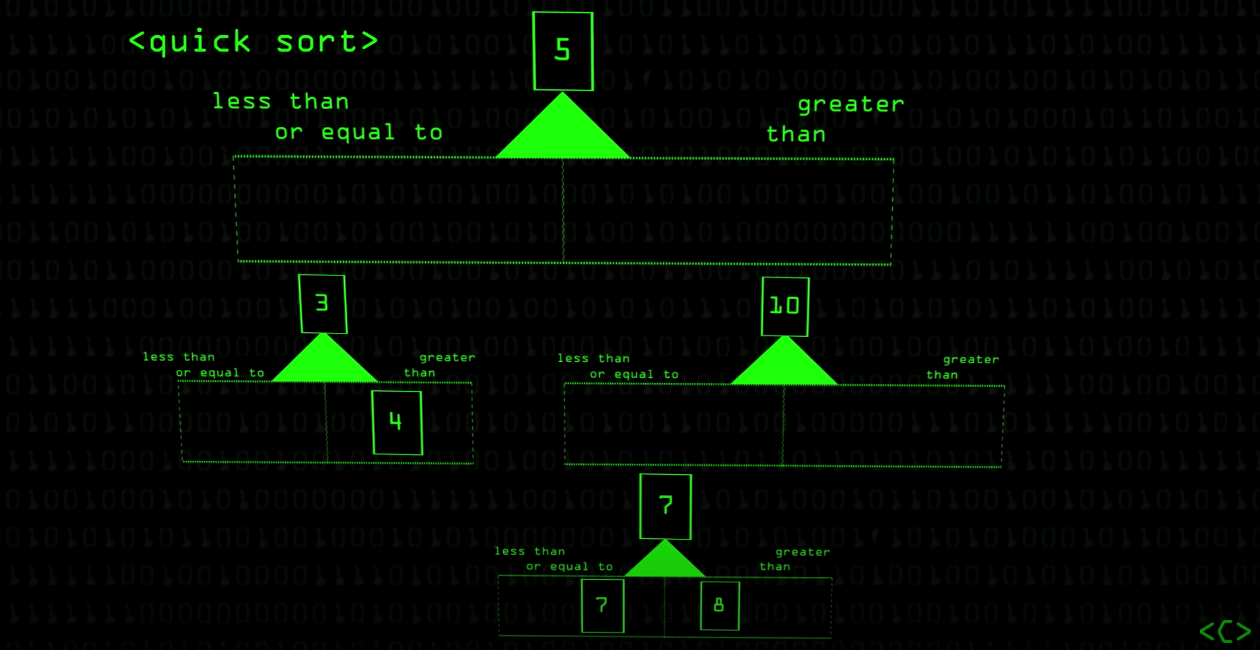 <quick sort>
5
less than
or equal to
greater
than
3
less than
or equal to
greater
than
4
10
less than
or equal to
greater
than
7
less than
or equal to
greater
than
7
8
<C>